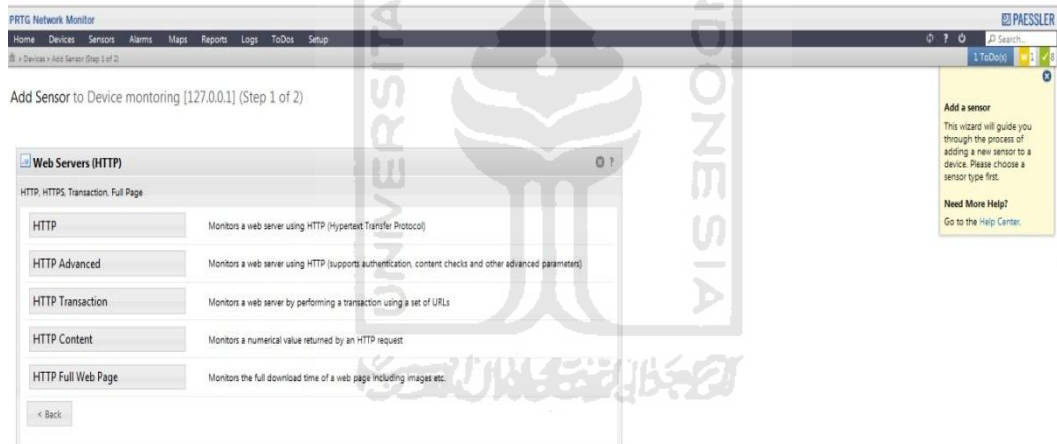 PRTG Network Monitor
PAESSLER
Home Devices Sensors Alarms Maps Reports Logs ToDos Setup
? Search...
> Devices > Add Sensor (Step 1 of 2)
1 ToDo(s) W 1 8
Add Sensor to Device montoring [127.0.0.1] (Step 1 of 2)
Add a sensor
This wizard will guide you
through the process of
adding a new sensor to a
device. Please choose a
sensor type first.
Need More Help?
Go to the Help Center.
Web Servers (HTTP)
?
HTTP, HTTPS, Transaction, Full Page
HTTP Monitors a web server using HTTP (Hypertext Transfer Protocol)
HTTP Advanced Monitors a web server using HTTP (supports authentication, content checks and other advanced parameters)
HTTP Transaction Monitors a web server by performing a transaction using a set of URLs
HTTP Content Monitors a numerical value returned by an HTTP request
HTTP Full Web Page Monitors the full download time of a web page including images etc.
< Back